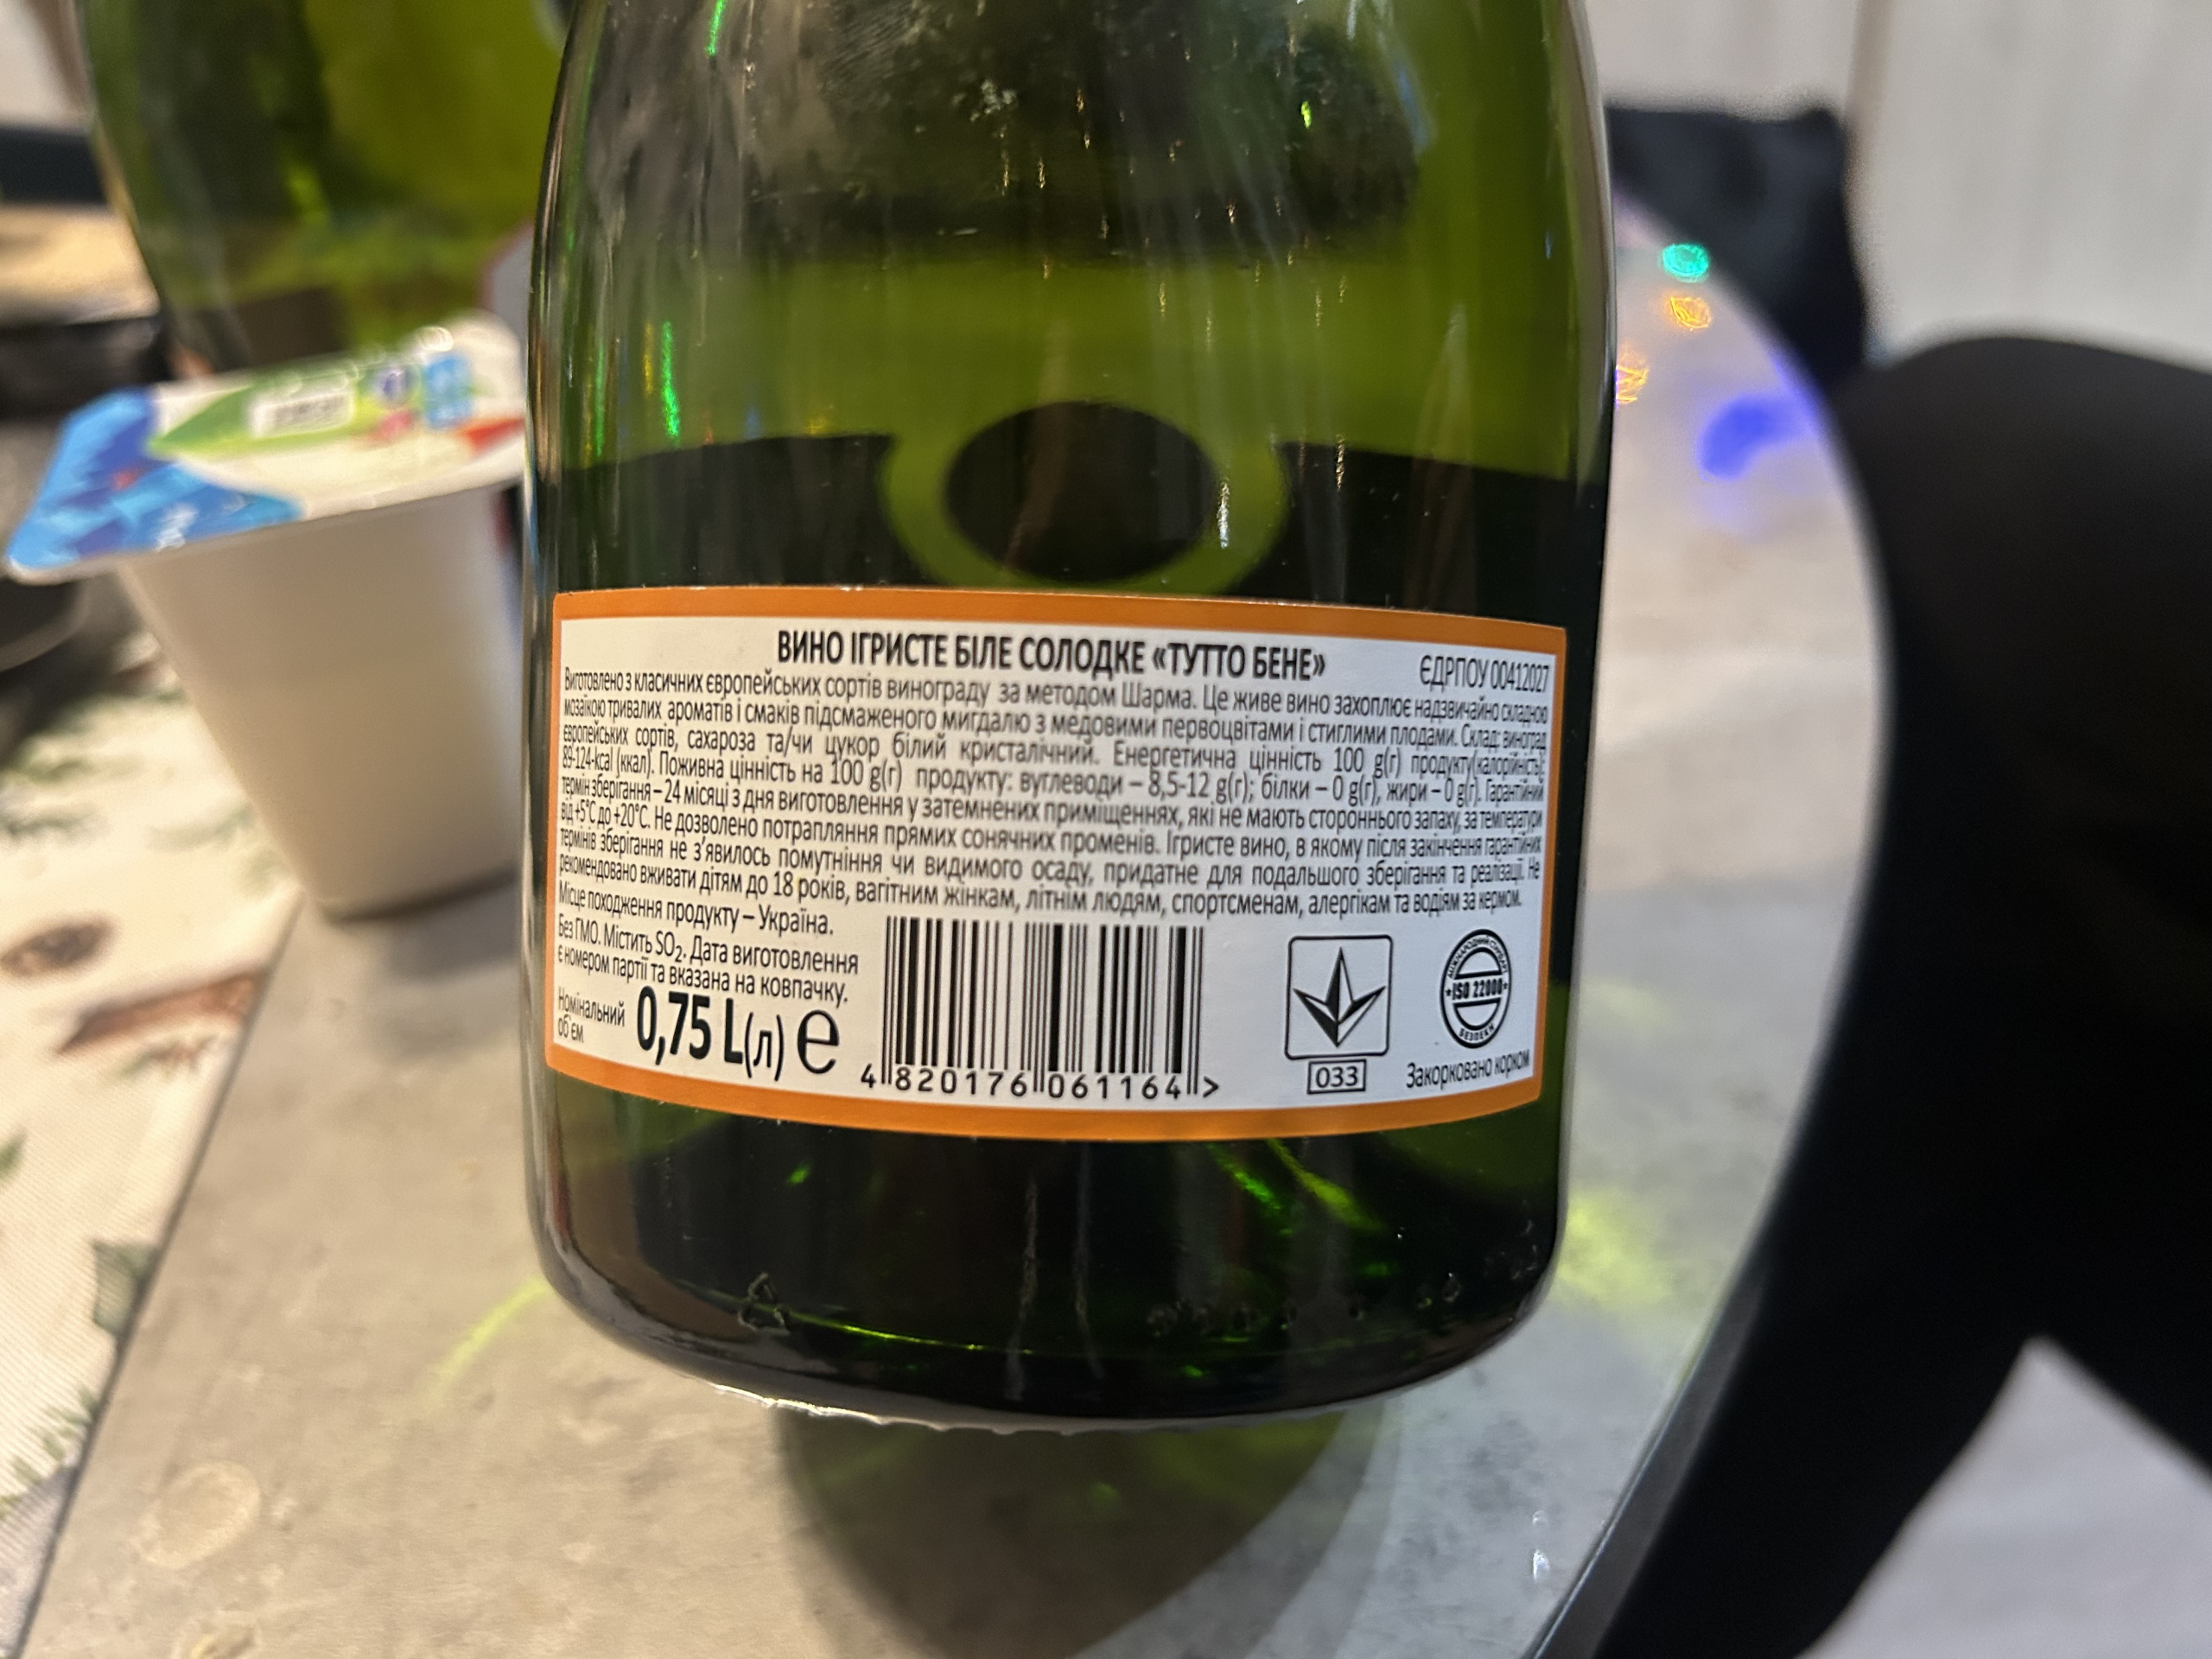 ВИНО ІГРИСТЕ БІЛЕ СОЛОДКЕ «ТУТТО БЕНЕ»
ЄДРПОУ 00412027
Виготовлено з класичних європейських сортів винограду за методом Шарма. Це живе вино захоплює надзвичайно складною
мозаїкою тривалих ароматів і смаків підсмаженого мигдалю з медовими первоцвітами і стиглими плодами. Склад: виноград
європейських сортів, сахароза та/чи цукор білий кристалічний. Енергетична цінність 100 g(г) продукту(калорійність):
89-124-kcal (ккал). Поживна цінність на 100 g(г) продукту: вуглеводи – 8,5-12 g(г); білки – 0 g(г), жири – 0 g(г). Гарантійний
термін зберігання – 24 місяці з дня виготовлення у затемнених приміщеннях, які не мають стороннього запаху, за температури
від +5°С до +20°С. Не дозволено потрапляння прямих сонячних променів. Ігристе вино, в якому після закінчення гарантійних
термінів зберігання не з'явилось помутніння чи видимого осаду, придатне для подальшого зберігання та реалізації. Не
рекомендовано вживати дітям до 18 років, вагітним жінкам, літнім людям, спортсменам, алергікам та водіям за кермом.
Місце походження продукту – Україна.
Без ГМО. Містить SO₂. Дата виготовлення
є номером партії та вказана на ковпачку.
Номінальний
об'єм
0,75 L(л) e
4 820176 061164 >
033
МІЖНАРОДНИЙ СТАНДАРТ
ISO 22000
БЕЗПЕКИ
Закорковано корком